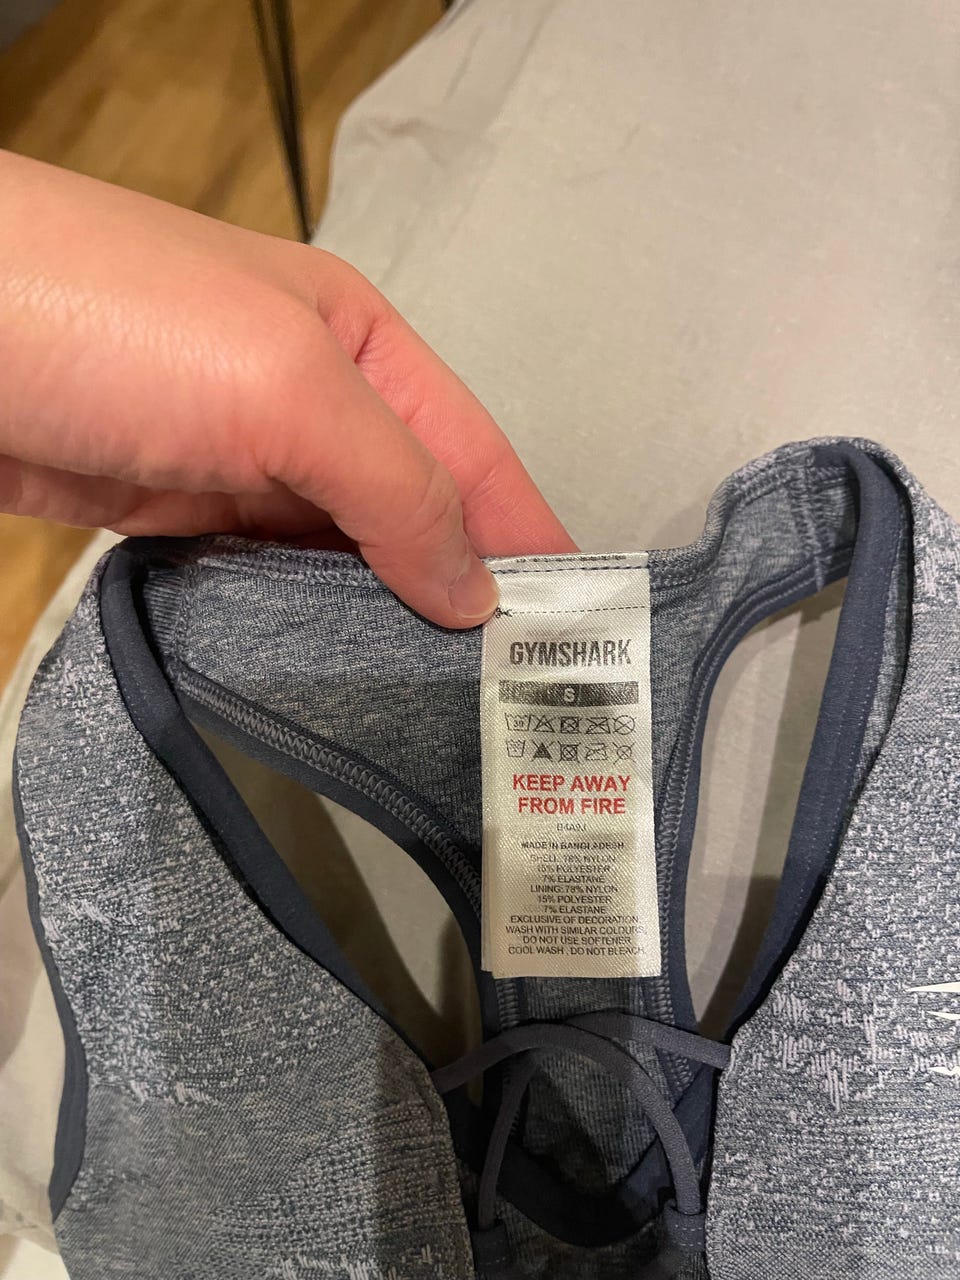 GYMSHARK
S
30
KEEP AWAY
FROM FIRE
MADE IN BANGLADESH
SHELL: 78% NYLON
15% POLYESTER
7% ELASTANE
LINING: 78% NYLON
15% POLYESTER
7% ELASTANE
EXCLUSIVE OF DECORATION
WASH WITH SIMILAR COLOURS,
DO NOT USE SOFTENER
COOL WASH , DO NOT BLEACH